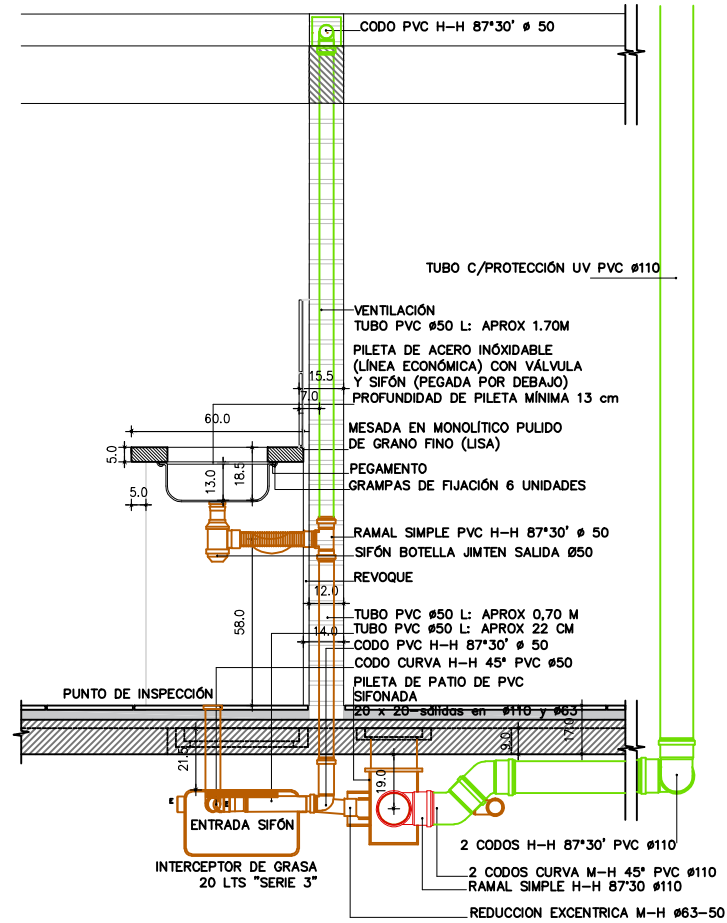 CODO PVC H-H 87°30' ø 50
TUBO C/PROTECCIÓN UV PVC ø110
VENTILACIÓN
TUBO PVC ø50 L: APROX 1.70M
PILETA DE ACERO INÓXIDABLE
(LÍNEA ECONÓMICA) CON VÁLVULA
Y SIFÓN (PEGADA POR DEBAJO)
PROFUNDIDAD DE PILETA MÍNIMA 13 cm
15.5
7.0
60.0
MESADA EN MONOLÍTICO PULIDO
DE GRANO FINO (LISA)
5.0
13.0
18.5
PEGAMENTO
GRAMPAS DE FIJACIÓN 6 UNIDADES
5.0
RAMAL SIMPLE PVC H-H 87°30' ø 50
SIFÓN BOTELLA JIMTEN SALIDA Ø50
REVOQUE
12.0
58.0
TUBO PVC ø50 L: APROX 0,70 M
TUBO PVC ø50 L: APROX 22 CM
14.0
CODO PVC H-H 87°30' ø 50
CODO CURVA H-H 45° PVC ø50
PILETA DE PATIO DE PVC
SIFONADA
20 x 20-salidas en ø110 y ø63
PUNTO DE INSPECCIÓN
21.5
9.0
17.0
19.0
E
E
ENTRADA SIFÓN
INTERCEPTOR DE GRASA
20 LTS "SERIE 3"
2 CODOS H-H 87°30' PVC ø110
2 CODOS CURVA M-H 45° PVC ø110
RAMAL SIMPLE H-H 87°30 ø110
REDUCCION EXCENTRICA M-H ø63-50